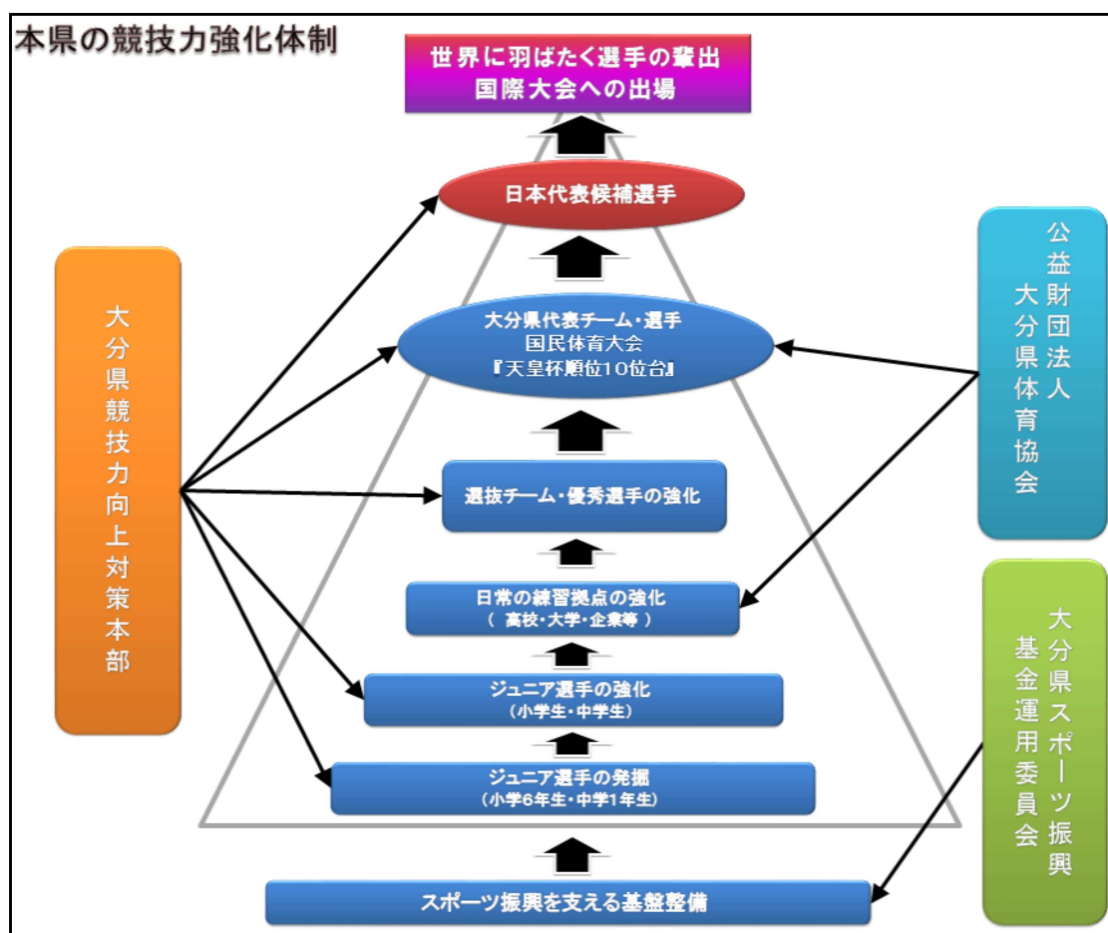 本県の競技力強化体制
世界に羽ばたく選手の輩出
国際大会への出場
日本代表候補選手
大分県代表チーム・選手
国民体育大会
『天皇杯順位10位台』
選抜チーム・優秀選手の強化
日常の練習拠点の強化
( 高校・大学・企業等 )
ジュニア選手の強化
(小学生・中学生)
ジュニア選手の発掘
(小学6年生・中学1年生)
スポーツ振興を支える基盤整備
大分県競技力向上対策本部
公益財団法人
大分県体育協会
大分県スポーツ振興
基金運用委員会